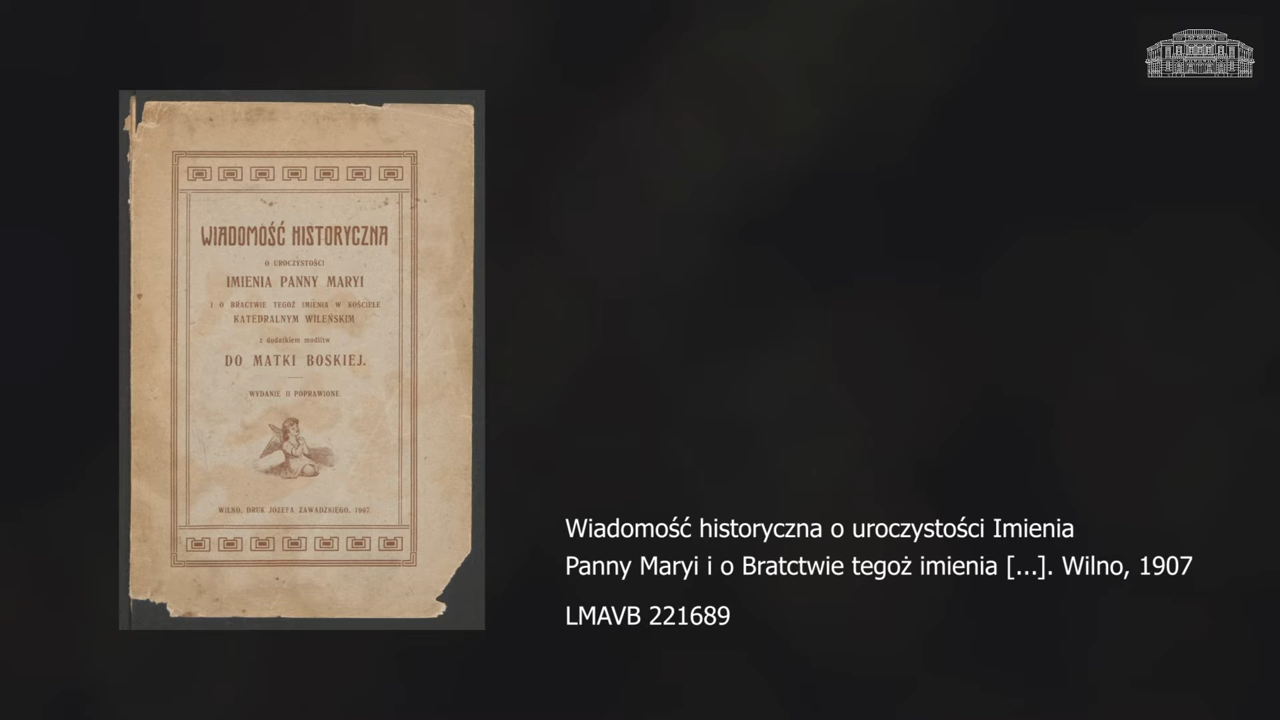 WIADOMOŚĆ HISTORYCZNA
O UROCZYSTOŚCI
IMIENIA PANNY MARYI
I O BRACTWIE TEGOŻ IMIENIA W KOŚCIELE
KATEDRALNYM WILEŃSKIM
z dodatkiem modlitw
DO MATKI BOSKIEJ.
WYDANIE II POPRAWIONE
WILNO, DRUK JÓZEFA ZAWADZKIEGO, 1907.
Wiadomość historyczna o uroczystości Imienia
Panny Maryi i o Bratctwie tegoż imienia [...]. Wilno, 1907
LMAVB 221689